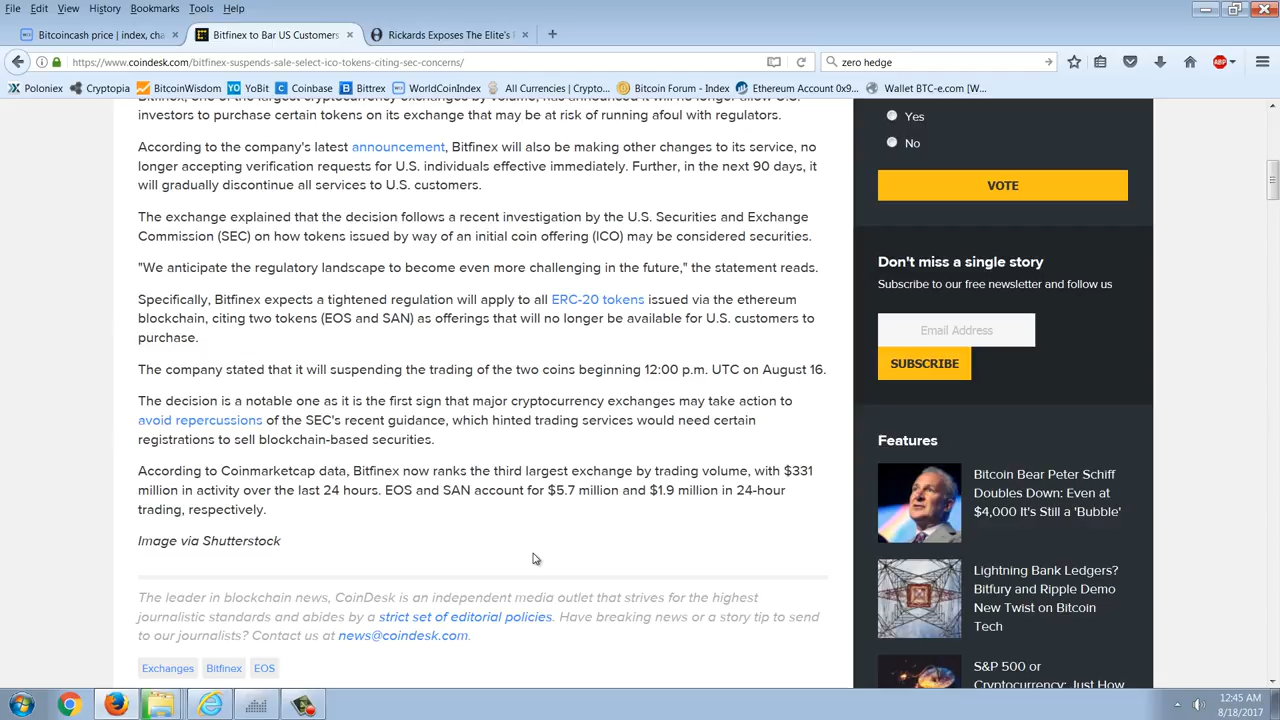 File Edit View History Bookmarks Tools Help
Bitcoincash price | index, cha
Bitfinex to Bar US Customers
Rickards Exposes The Elite's
https://www.coindesk.com/bitfinex-suspends-sale-select-ico-tokens-citing-sec-concerns/
zero hedge
ABP
Poloniex Cryptopia BitcoinWisdom YoBit Coinbase Bittrex WorldCoinIndex All Currencies | Crypto... Bitcoin Forum - Index Ethereum Account 0x9... Wallet BTC-e.com [W...
Bitfinex, one of the largest cryptocurrency exchanges by volume, has announced it will no longer allow U.S.
investors to purchase certain tokens on its exchange that may be at risk of running afoul with regulators.
According to the company's latest announcement, Bitfinex will also be making other changes to its service, no
longer accepting verification requests for U.S. individuals effective immediately. Further, in the next 90 days, it
will gradually discontinue all services to U.S. customers.
The exchange explained that the decision follows a recent investigation by the U.S. Securities and Exchange
Commission (SEC) on how tokens issued by way of an initial coin offering (ICO) may be considered securities.
"We anticipate the regulatory landscape to become even more challenging in the future," the statement reads.
Specifically, Bitfinex expects a tightened regulation will apply to all ERC-20 tokens issued via the ethereum
blockchain, citing two tokens (EOS and SAN) as offerings that will no longer be available for U.S. customers to
purchase.
The company stated that it will suspending the trading of the two coins beginning 12:00 p.m. UTC on August 16.
The decision is a notable one as it is the first sign that major cryptocurrency exchanges may take action to
avoid repercussions of the SEC's recent guidance, which hinted trading services would need certain
registrations to sell blockchain-based securities.
According to Coinmarketcap data, Bitfinex now ranks the third largest exchange by trading volume, with $331
million in activity over the last 24 hours. EOS and SAN account for $5.7 million and $1.9 million in 24-hour
trading, respectively.
Image via Shutterstock
The leader in blockchain news, CoinDesk is an independent media outlet that strives for the highest
journalistic standards and abides by a strict set of editorial policies. Have breaking news or a story tip to send
to our journalists? Contact us at news@coindesk.com.
Exchanges Bitfinex EOS
Yes
No
VOTE
Don't miss a single story
Subscribe to our free newsletter and follow us
Email Address
SUBSCRIBE
Features
Bitcoin Bear Peter Schiff
Doubles Down: Even at
$4,000 It's Still a 'Bubble'
Lightning Bank Ledgers?
Bitfury and Ripple Demo
New Twist on Bitcoin
Tech
S&P 500 or
Cryptocurrency: Just How
12:45 AM
8/18/2017